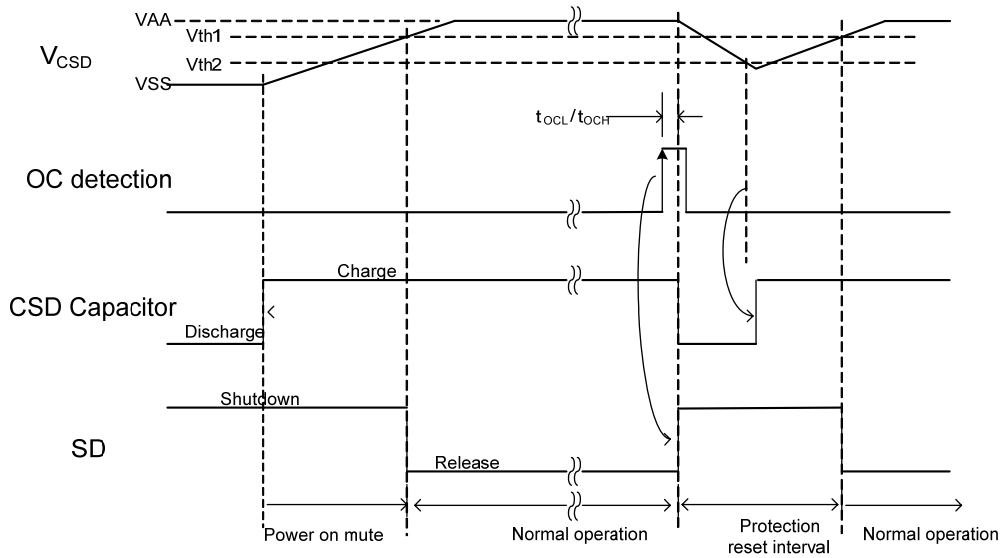 VAA
Vth1
VCSD
Vth2
VSS
tOCL/tOCH
OC detection
Charge
CSD Capacitor
Discharge
Shutdown
SD
Release
Power on mute
Normal operation
Protection
reset interval
Normal operation